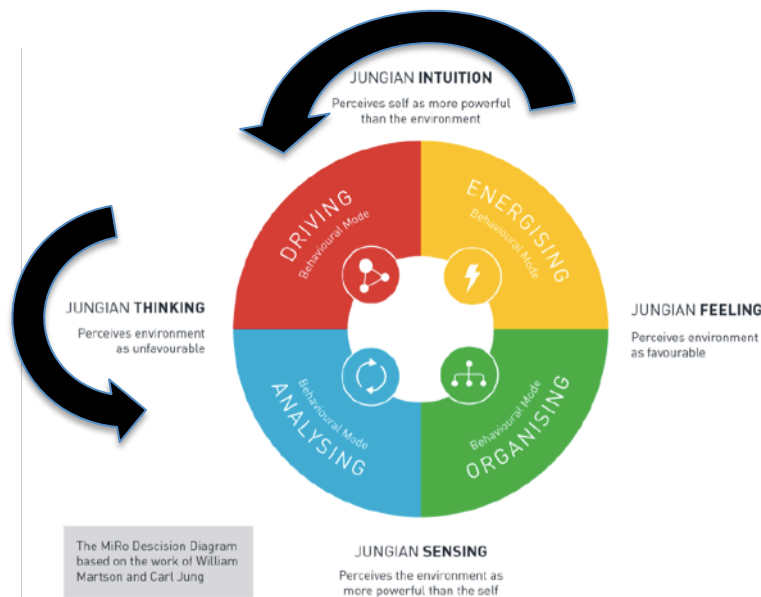 JUNGIAN INTUITION
Perceives self as more powerful
than the environment
DRIVING
Behavioural Mode
ENERGISING
Behavioural Mode
JUNGIAN THINKING
Perceives environment
as unfavourable
JUNGIAN FEELING
Perceives environment
as favourable
Behavioural Mode
ANALYSING
Behavioural Mode
ORGANISING
The MiRo Descision Diagram
based on the work of William
Martson and Carl Jung
JUNGIAN SENSING
Perceives the environment as
more powerful than the self